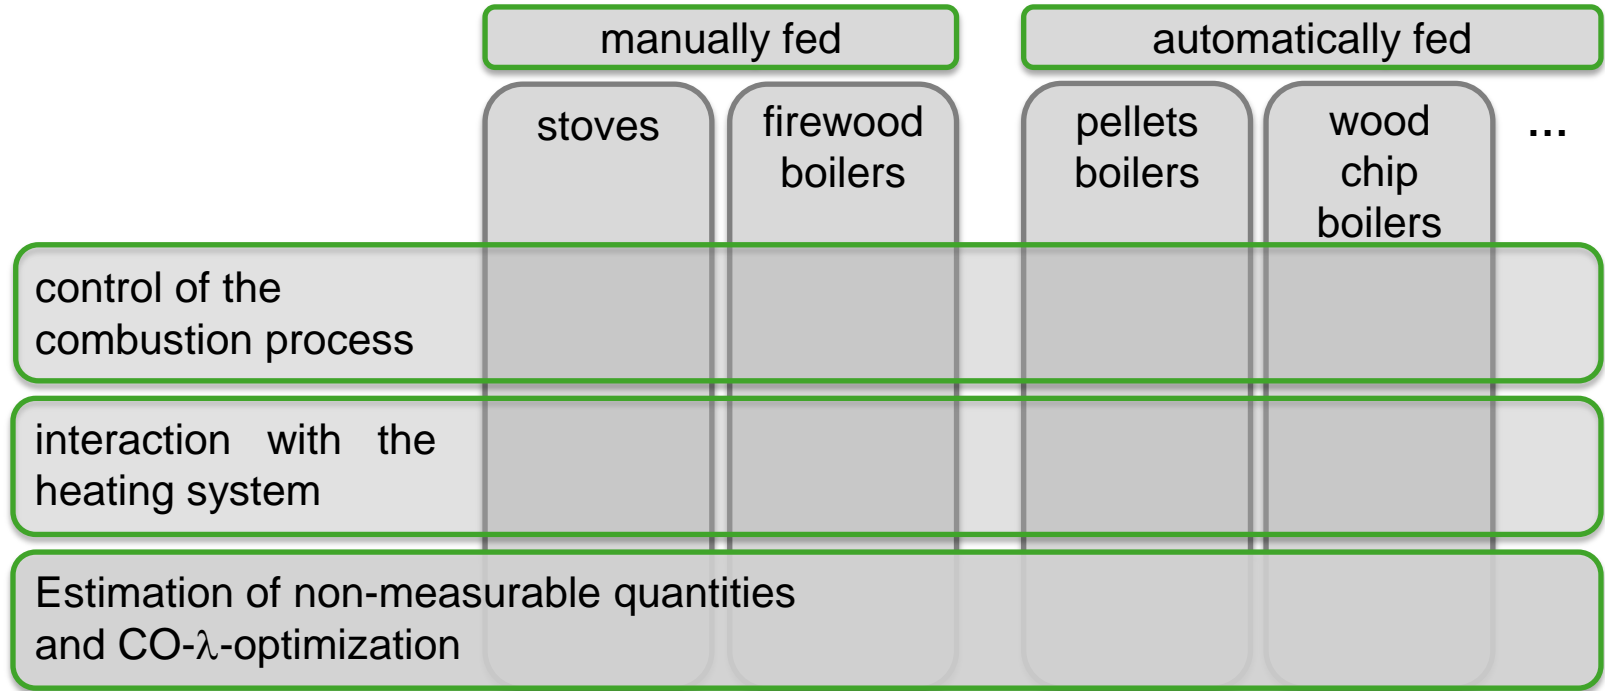 manually fed
automatically fed
stoves
firewood
boilers
pellets
boilers
wood
chip
boilers
...
control of the
combustion process
interaction with the
heating system
Estimation of non-measurable quantities
and CO-λ-optimization